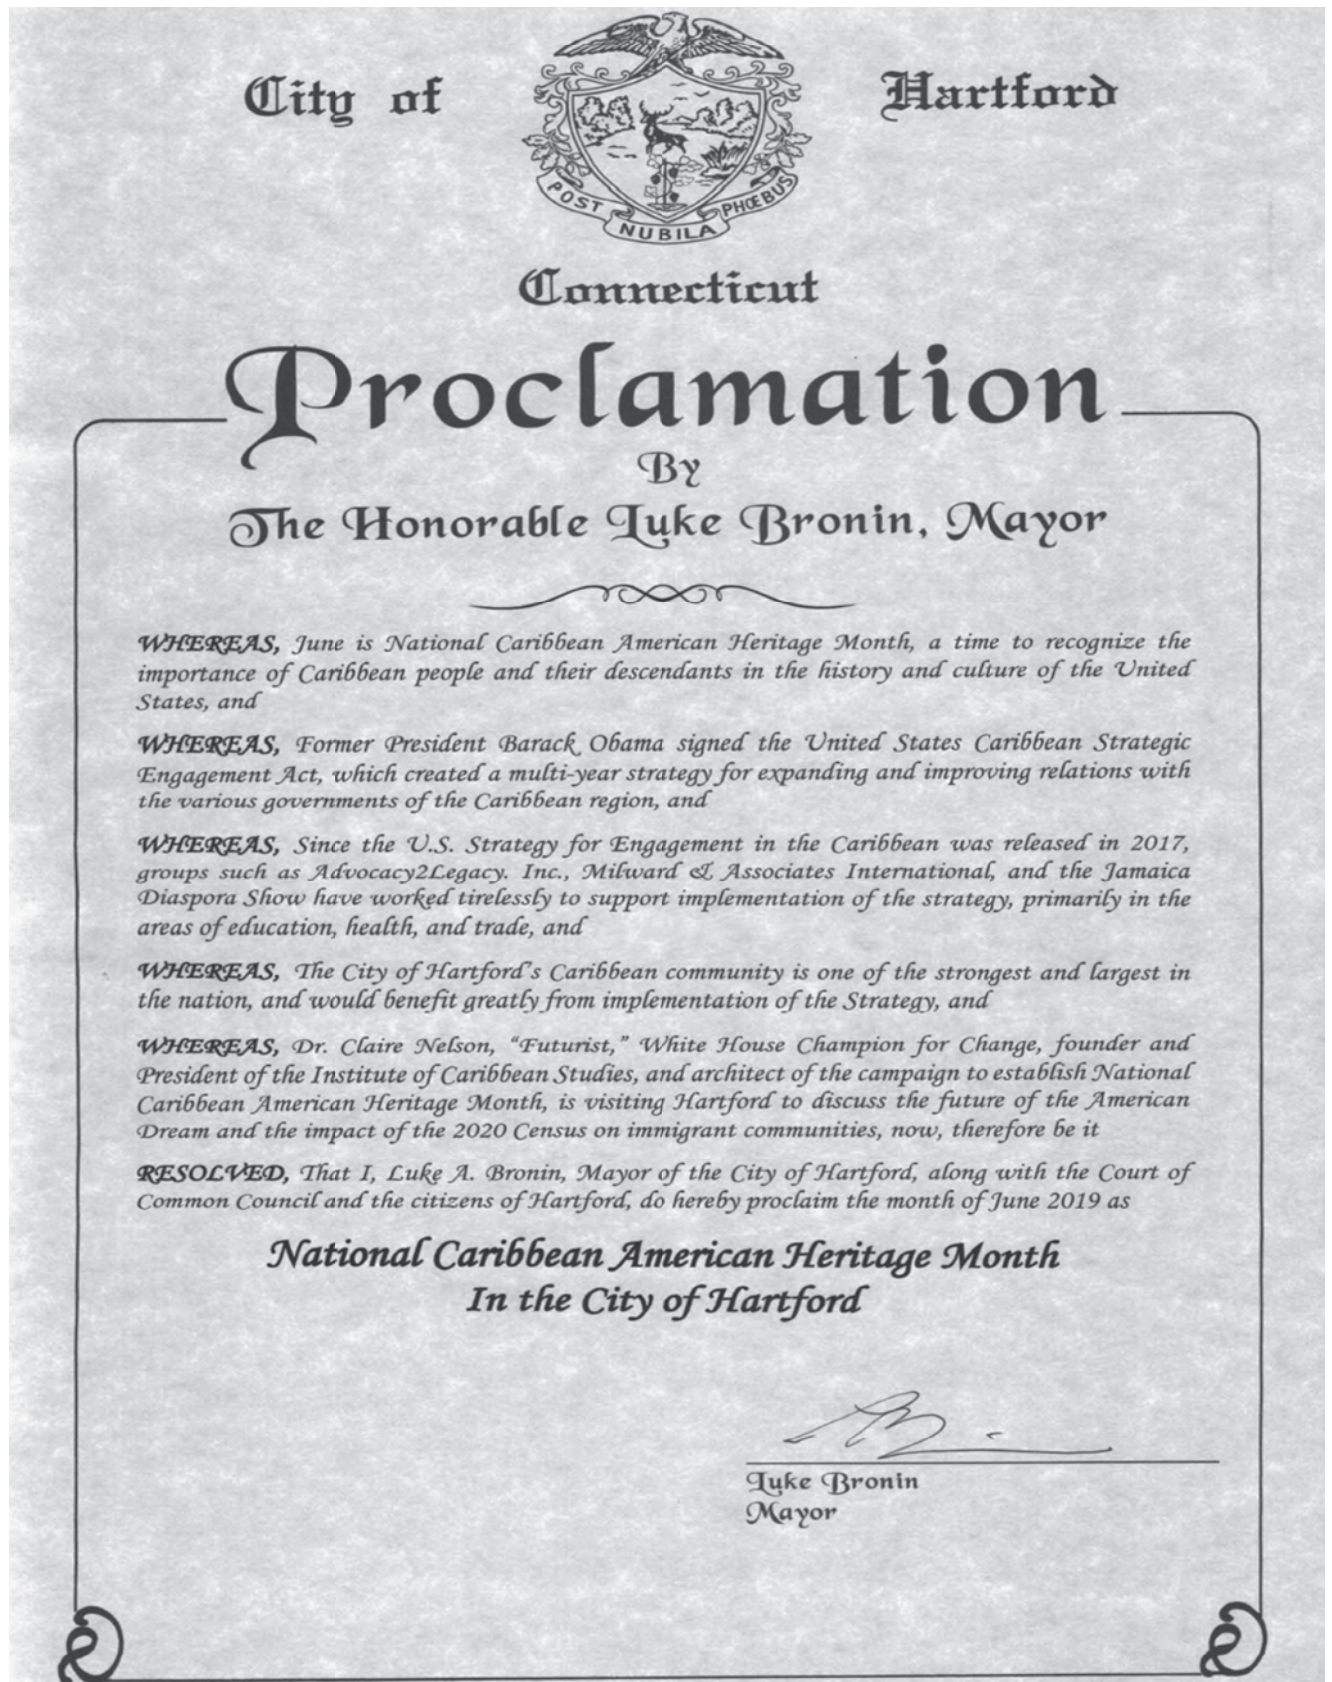 City of
Hartford
POST NUBILA PHŒBUS
Connecticut
Proclamation
By
The Honorable Luke Bronin, Mayor
WHEREAS, June is National Caribbean American Heritage Month, a time to recognize the
importance of Caribbean people and their descendants in the history and culture of the United
States, and
WHEREAS, Former President Barack Obama signed the United States Caribbean Strategic
Engagement Act, which created a multi-year strategy for expanding and improving relations with
the various governments of the Caribbean region, and
WHEREAS, Since the U.S. Strategy for Engagement in the Caribbean was released in 2017,
groups such as Advocacy2Legacy. Inc., Milward & Associates International, and the Jamaica
Diaspora Show have worked tirelessly to support implementation of the strategy, primarily in the
areas of education, health, and trade, and
WHEREAS, The City of Hartford's Caribbean community is one of the strongest and largest in
the nation, and would benefit greatly from implementation of the Strategy, and
WHEREAS, Dr. Claire Nelson, "Futurist," White House Champion for Change, founder and
President of the Institute of Caribbean Studies, and architect of the campaign to establish National
Caribbean American Heritage Month, is visiting Hartford to discuss the future of the American
Dream and the impact of the 2020 Census on immigrant communities, now, therefore be it
RESOLVED, That I, Luke A. Bronin, Mayor of the City of Hartford, along with the Court of
Common Council and the citizens of Hartford, do hereby proclaim the month of June 2019 as
National Caribbean American Heritage Month
In the City of Hartford
Luke Bronin
Mayor